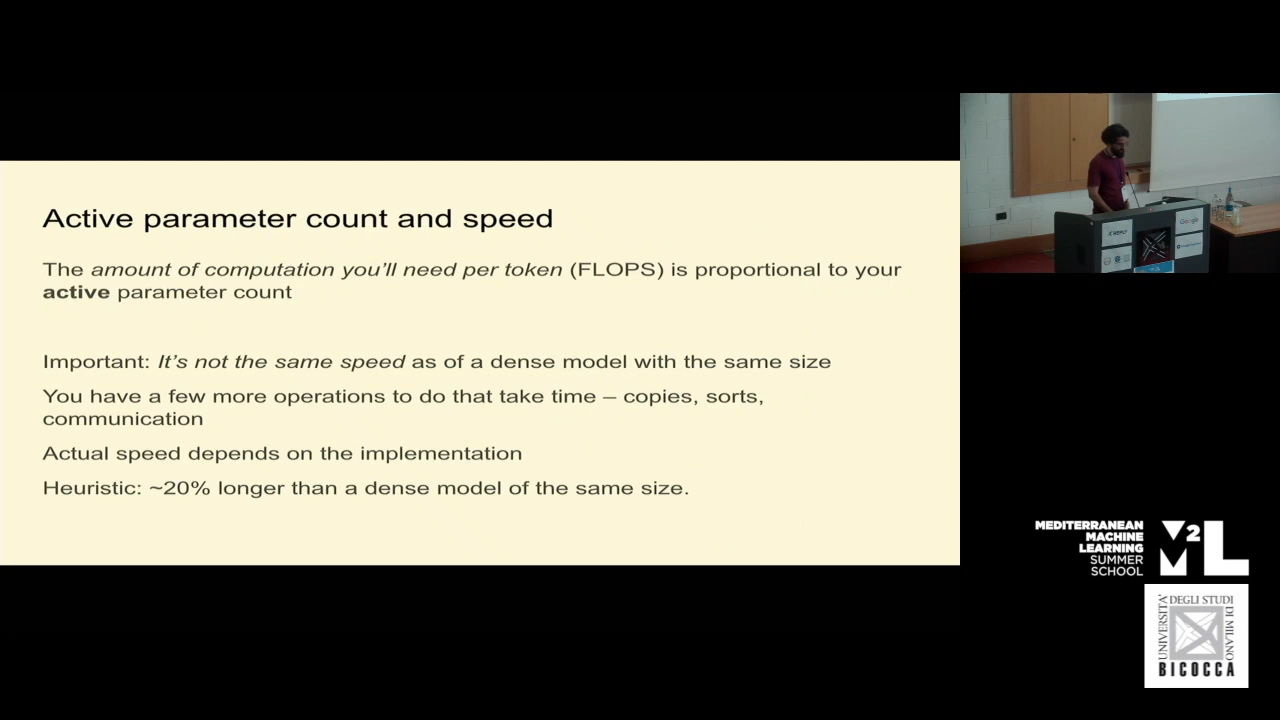 Active parameter count and speed
The amount of computation you'll need per token (FLOPS) is proportional to your
active parameter count
Important: It's not the same speed as of a dense model with the same size
You have a few more operations to do that take time – copies, sorts,
communication
Actual speed depends on the implementation
Heuristic: ~20% longer than a dense model of the same size.
Google
MEDITERRANEAN
MACHINE
LEARNING
SUMMER
SCHOOL
M2L
UNIVERSITA'
DEGLI STUDI
DI MILANO
BICOCCA